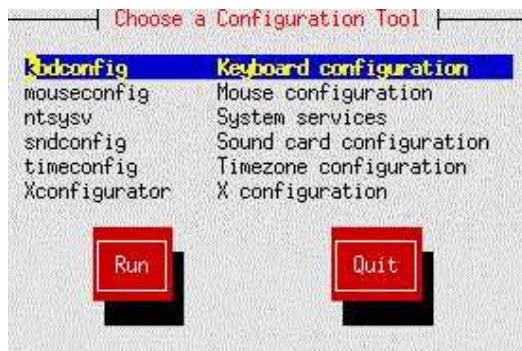 Choose a Configuration Tool
kbdconfig Keyboard configuration
mouseconfig Mouse configuration
ntsysv System services
sndconfig Sound card configuration
timeconfig Timezone configuration
Xconfigurator X configuration
Run Quit